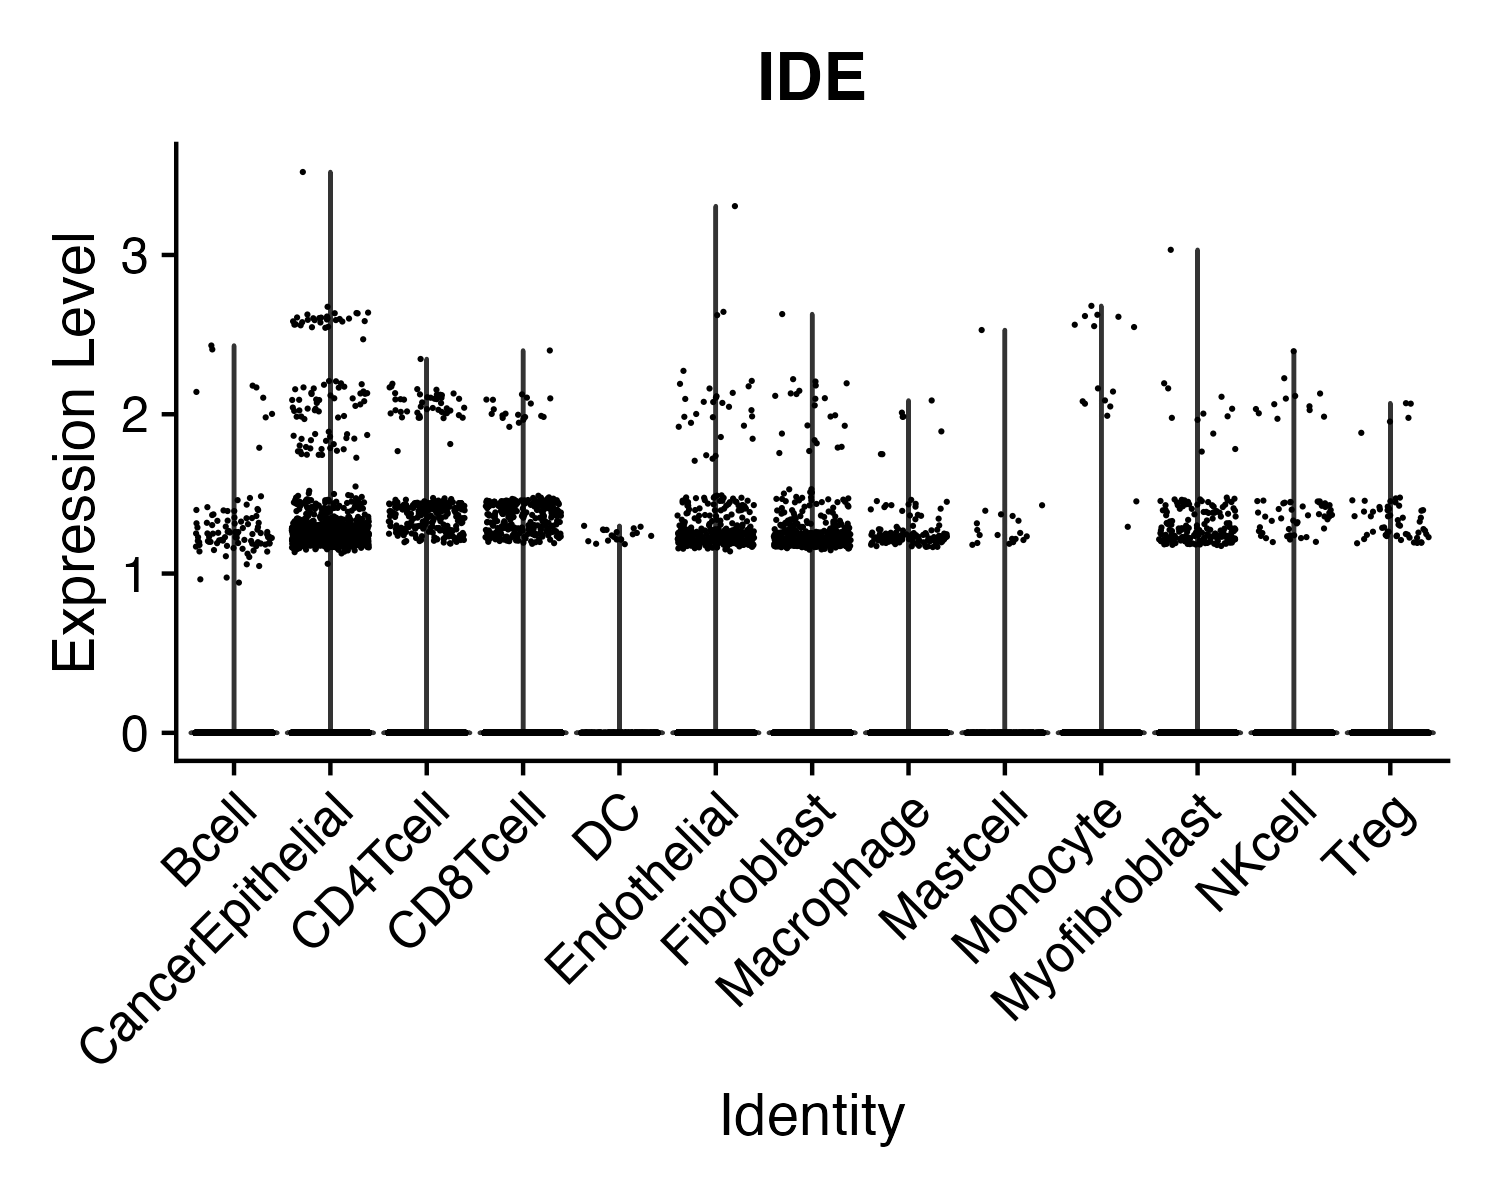 IDE
Expression Level
3
2
1
0
Bcell
CancerEpithelial
CD4Tcell
CD8Tcell
DC
Endothelial
Fibroblast
Macrophage
Mastcell
Monocyte
Myofibroblast
NKcell
Treg
Identity